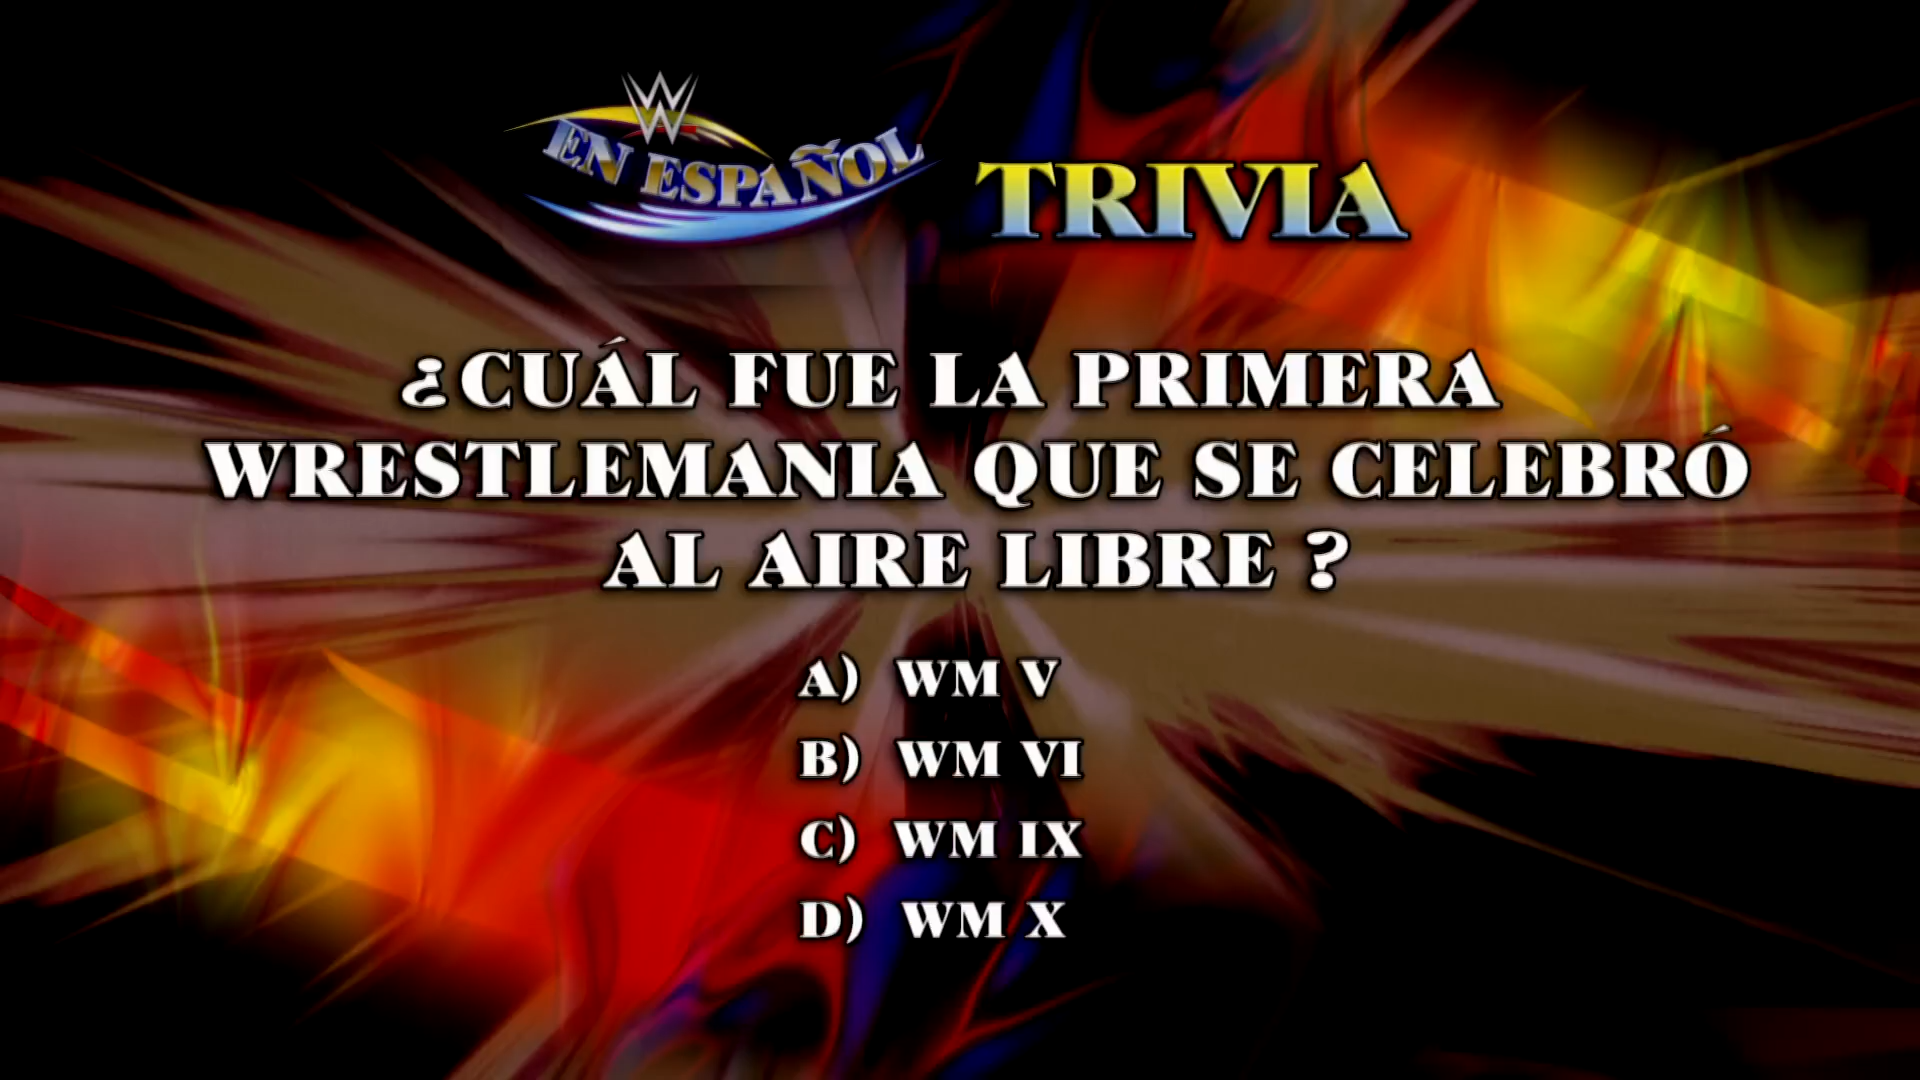 W
EN ESPAÑOL
TRIVIA
¿CUÁL FUE LA PRIMERA
WRESTLEMANIA QUE SE CELEBRÓ
AL AIRE LIBRE ?
A) WM V
B) WM VI
C) WM IX
D) WM X